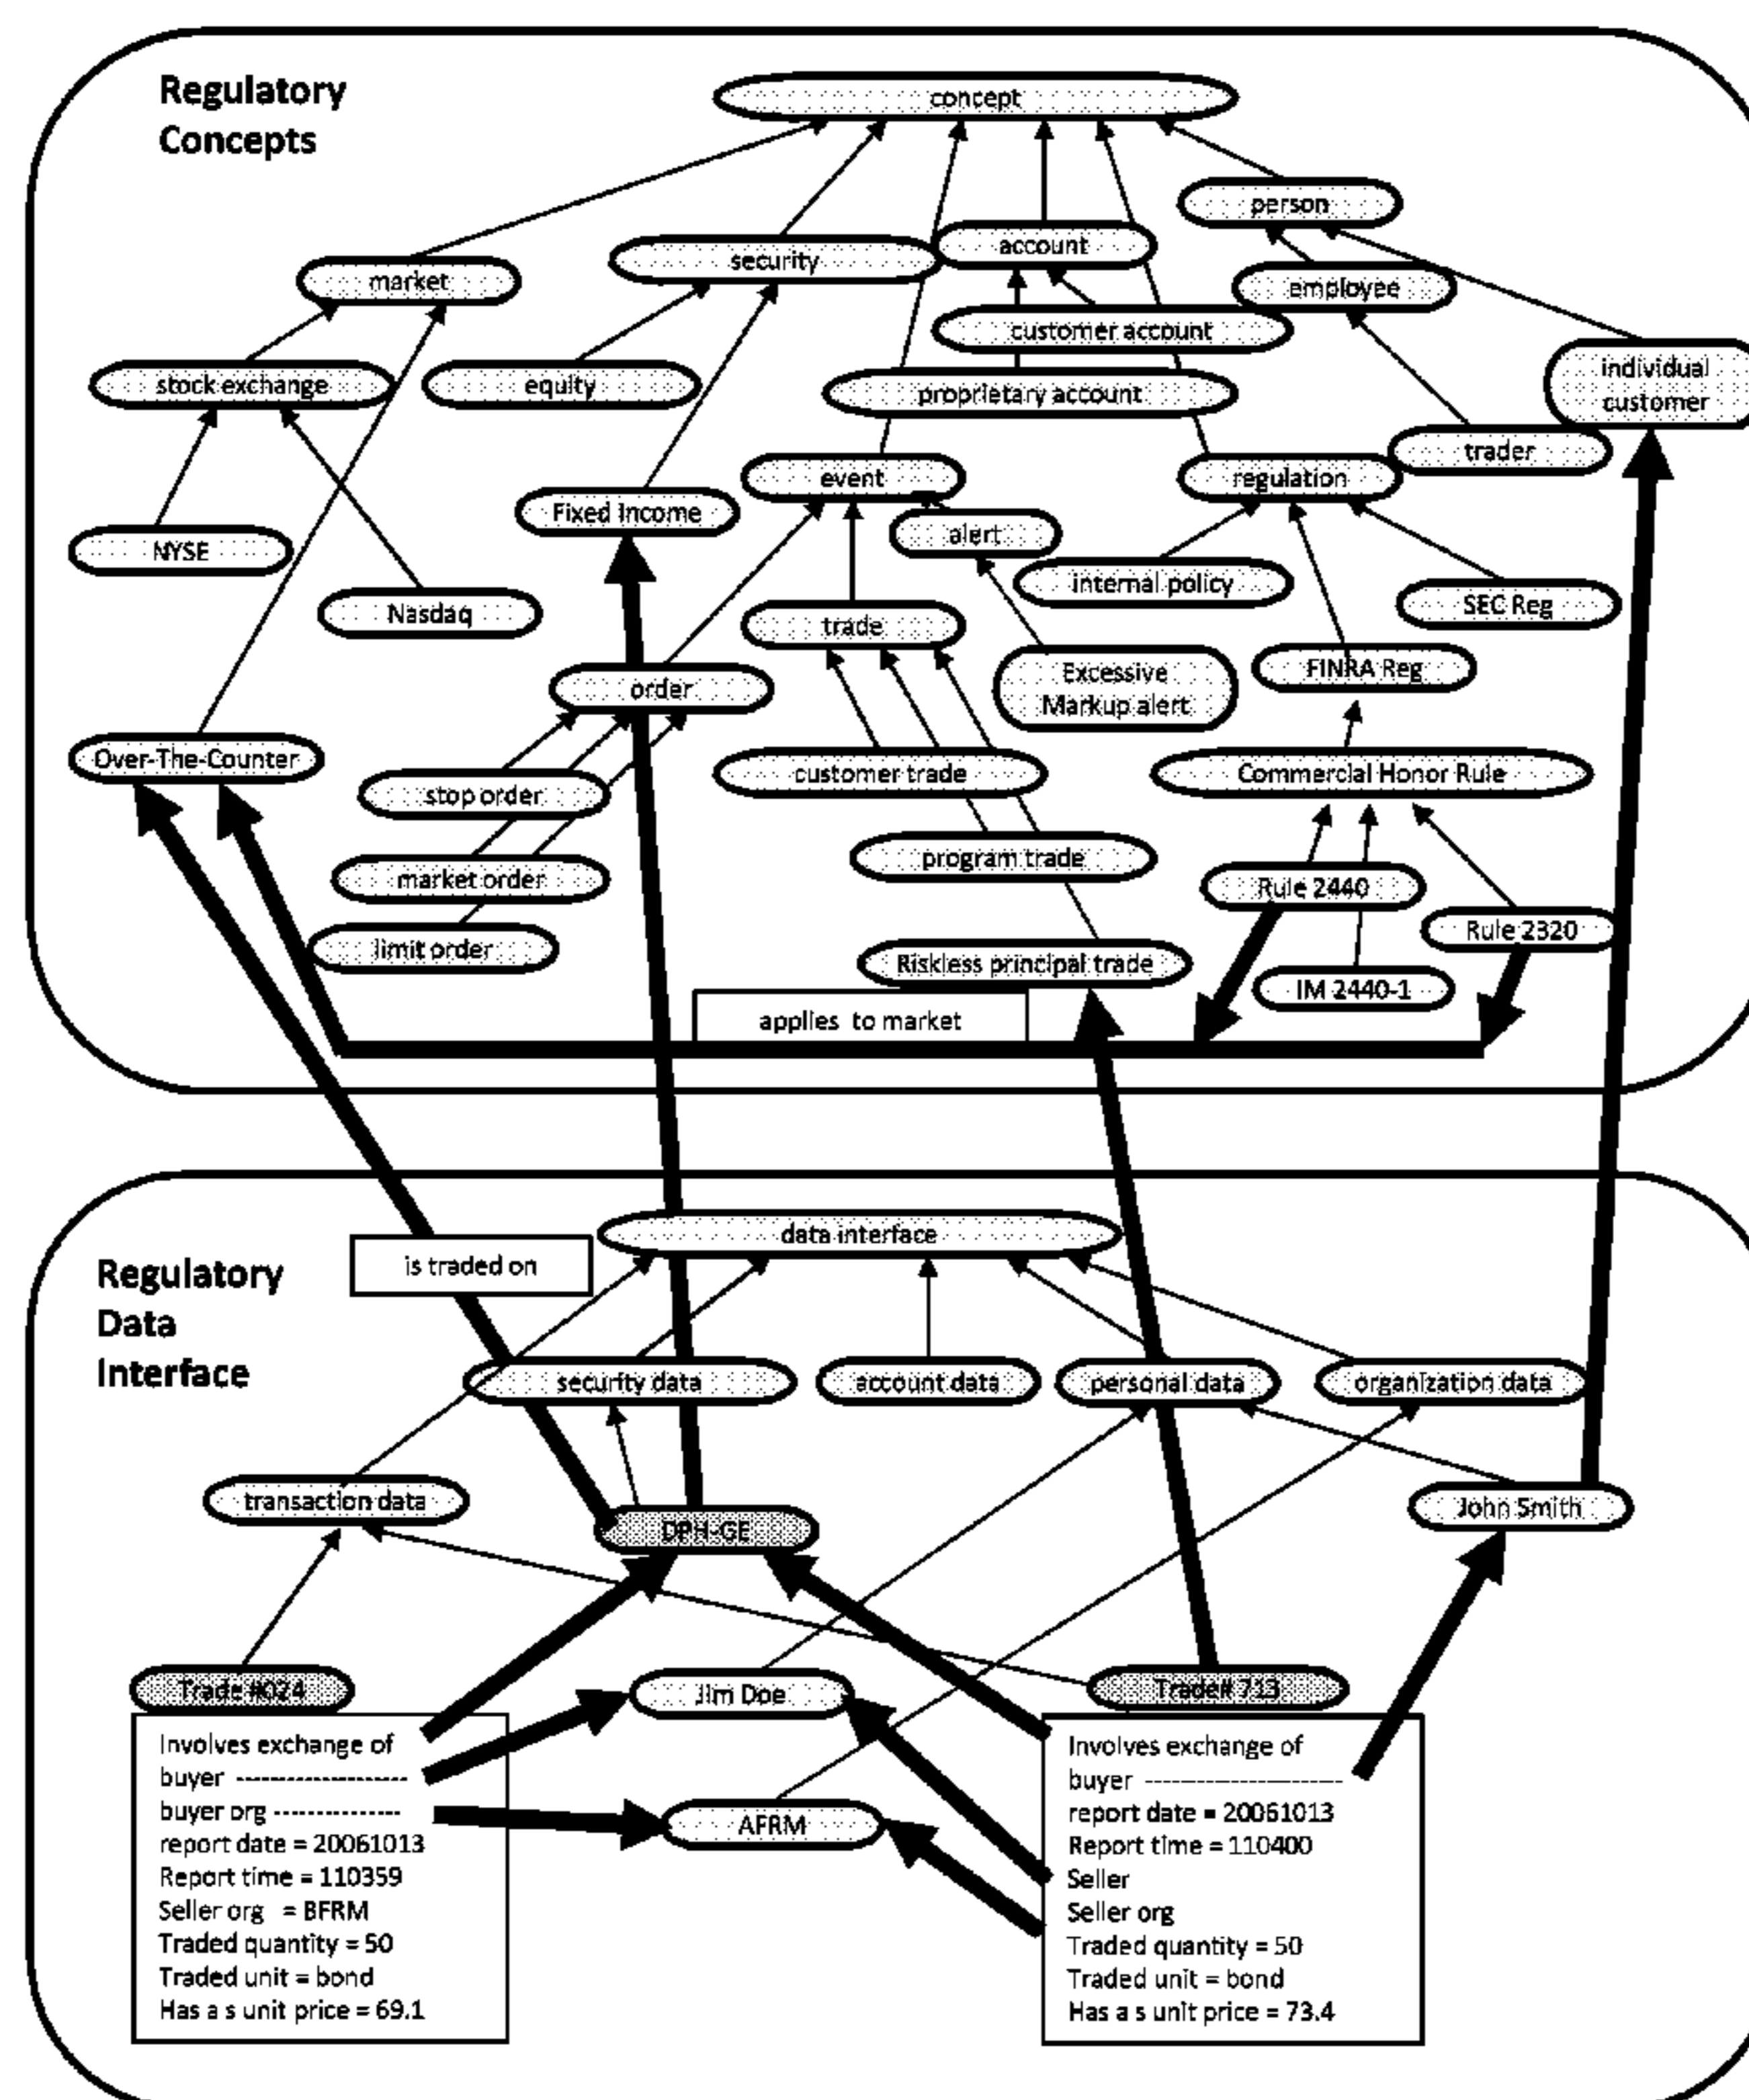 Regulatory
Concepts
concept
person
account
security
market
employee
customer account
individual
customer
stock exchange
equity
proprietary account
trader
event
regulation
Fixed Income
alert
NYSE
internal policy
SEC Reg
Nasdaq
trade
FINRA Reg
Excessive
Markup alert
order
Over-The-Counter
customer trade
Commercial Honor Rule
stop order
program trade
market order
Rule 2440
Rule 2320
limit order
Riskless principal trade
IM 2440-1
applies to market
data interface
Regulatory
Data
Interface
is traded on
security data
account data
personal data
organization data
transaction data
John Smith
DPH-GE
Trade #024
Jim Doe
Trade# 713
Involves exchange of
buyer --------------------
buyer org ---------------
report date = 20061013
Report time = 110359
Seller org = BFRM
Traded quantity = 50
Traded unit = bond
Has a s unit price = 69.1
AFRM
Involves exchange of
buyer -----------------------
report date = 20061013
Report time = 110400
Seller
Seller org
Traded quantity = 50
Traded unit = bond
Has a s unit price = 73.4